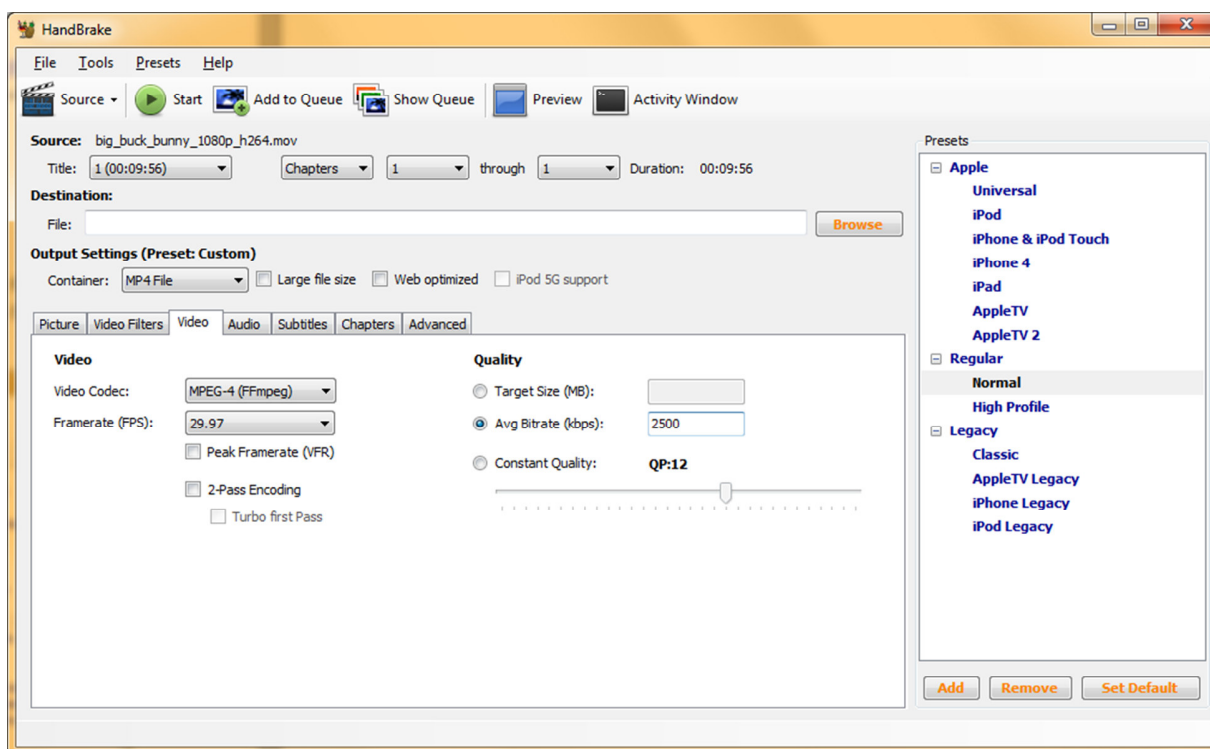 HandBrake
File Tools Presets Help
Source Start Add to Queue Show Queue Preview Activity Window
Source: big_buck_bunny_1080p_h264.mov
Title: 1 (00:09:56) Chapters 1 through 1 Duration: 00:09:56
Destination:
File: Browse
Output Settings (Preset: Custom)
Container: MP4 File Large file size Web optimized iPod 5G support
Picture Video Filters Video Audio Subtitles Chapters Advanced
Video
Video Codec: MPEG-4 (FFmpeg)
Framerate (FPS): 29.97
Peak Framerate (VFR)
2-Pass Encoding
Turbo first Pass
Quality
Target Size (MB):
Avg Bitrate (kbps): 2500
Constant Quality: QP:12
Presets
Apple
Universal
iPod
iPhone & iPod Touch
iPhone 4
iPad
AppleTV
AppleTV 2
Regular
Normal
High Profile
Legacy
Classic
AppleTV Legacy
iPhone Legacy
iPod Legacy
Add Remove Set Default